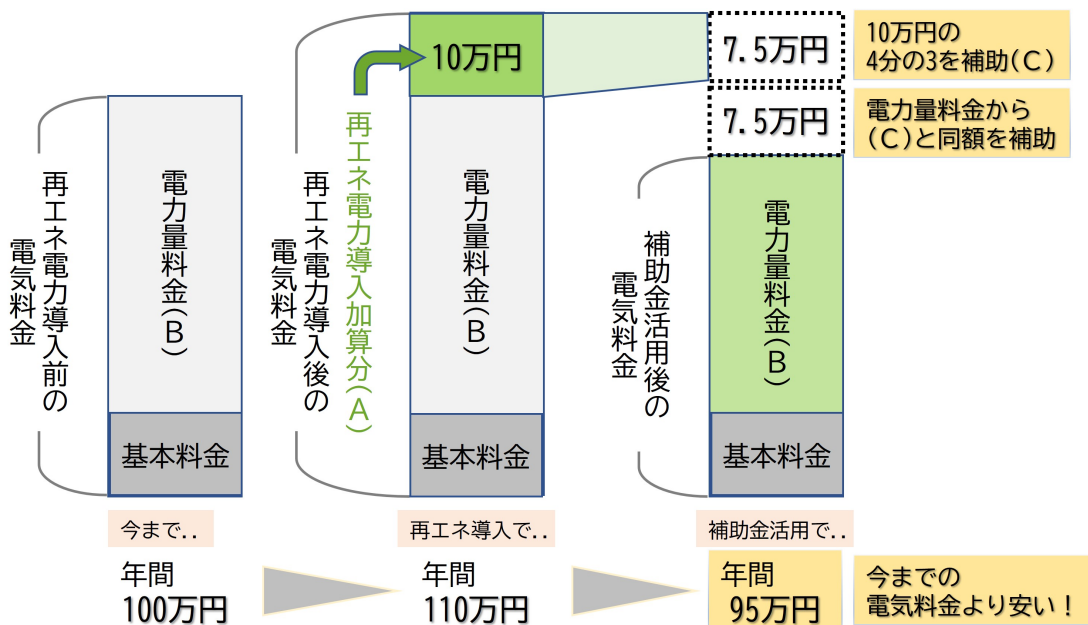 再エネ電力導入前の
電気料金
電力量料金(B)
基本料金
再エネ電力導入後の
電気料金
再エネ電力導入加算分(A)
10万円
電力量料金(B)
基本料金
補助金活用後の
電気料金
7.5万円
7.5万円
電力量料金(B)
基本料金
10万円の
4分の3を補助(C)
電力量料金から
(C)と同額を補助
今まで..
再エネ導入で..
補助金活用で..
年間
100万円
年間
110万円
年間
95万円
今までの
電気料金より安い！